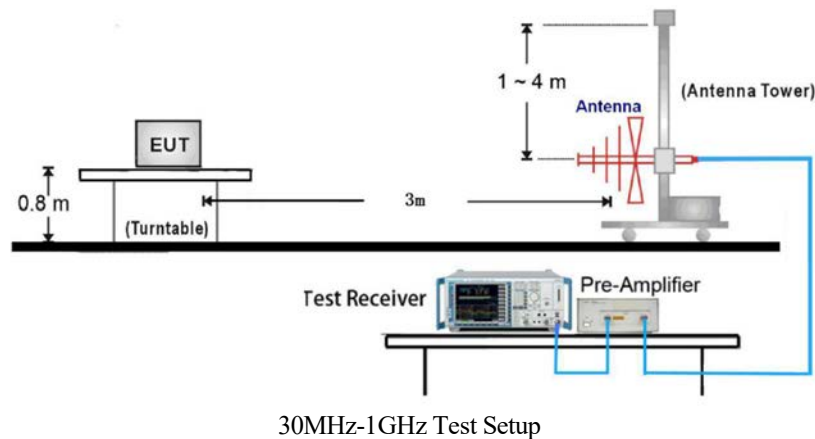 1 ~ 4 m
(Antenna Tower)
Antenna
EUT
0.8 m
3m
(Turntable)
Test Receiver
Pre-Amplifier
30MHz-1GHz Test Setup